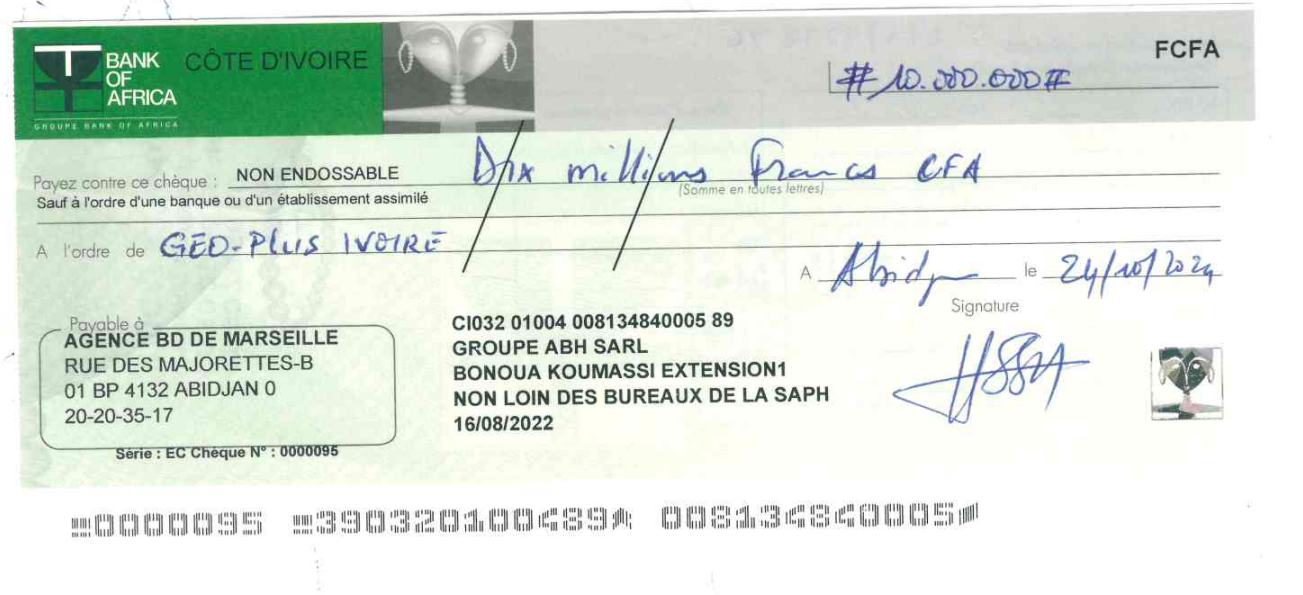 BANK OF AFRICA
CÔTE D'IVOIRE
GROUPE BANK OF AFRICA
FCFA
# 10.000.000 #
Payez contre ce chèque : NON ENDOSSABLE Dix millions Francs CFA
Sauf à l'ordre d'une banque ou d'un établissement assimilé
(Somme en toutes lettres)
A l'ordre de GEO-PLUS IVOIRE
A Abidjan le 24/10/2024
Signature
Payable à
AGENCE BD DE MARSEILLE
RUE DES MAJORETTES-B
01 BP 4132 ABIDJAN 0
20-20-35-17
Série : EC Chèque N° : 0000095
CI032 01004 008134840005 89
GROUPE ABH SARL
BONOUA KOUMASSI EXTENSION1
NON LOIN DES BUREAUX DE LA SAPH
16/08/2022
0000095 390320100489 008134840005